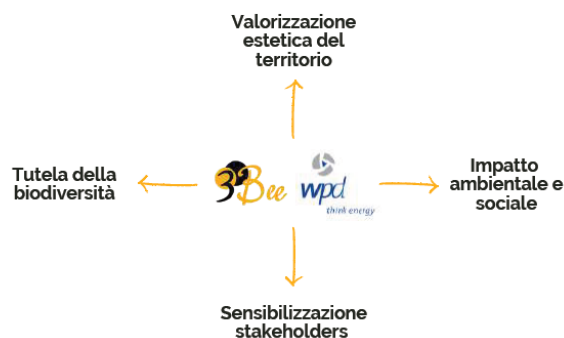 Valorizzazione
estetica del
territorio
Tutela della
biodiversità
3Bee
wpd
think energy
Impatto
ambientale e
sociale
Sensibilizzazione
stakeholders